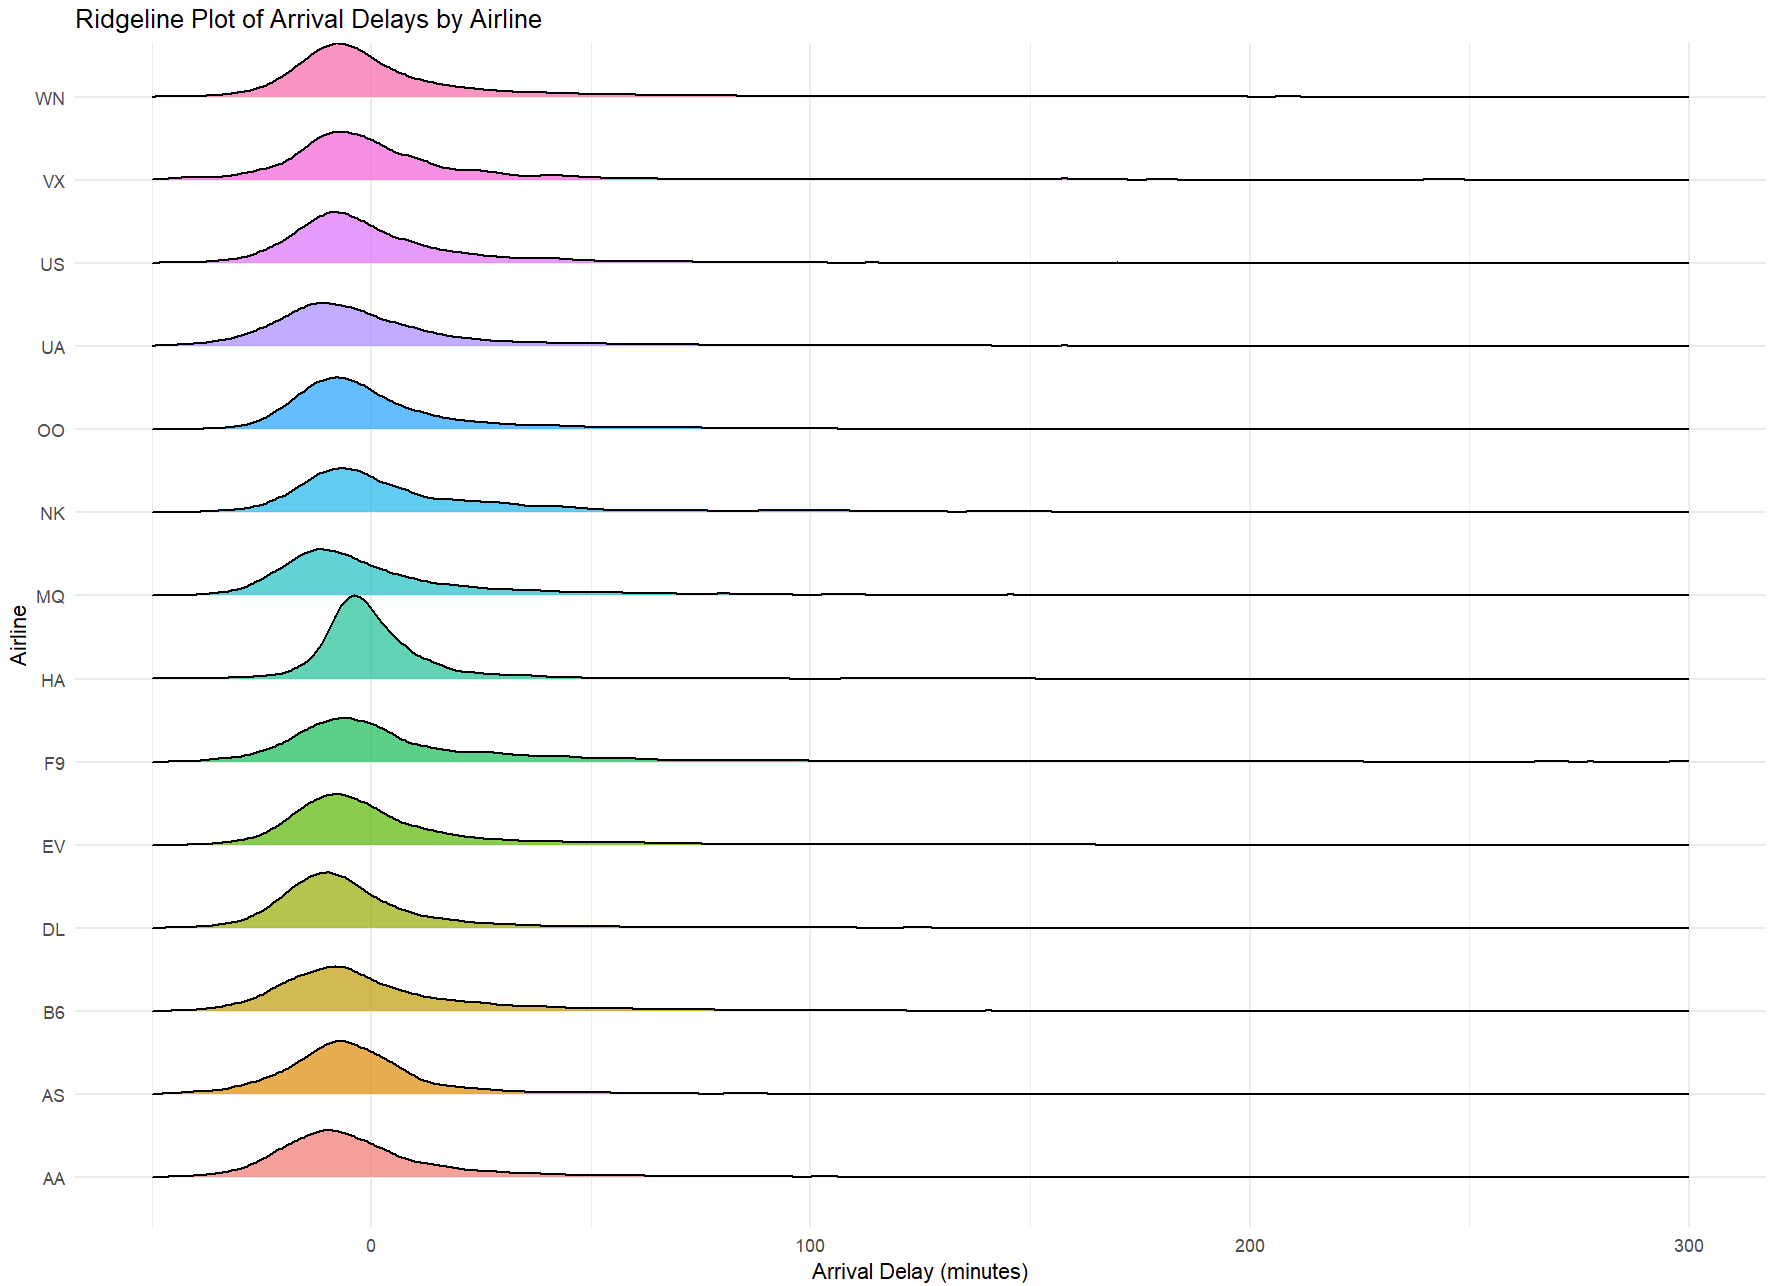 Ridgeline Plot of Arrival Delays by Airline
WN
VX
US
UA
OO
NK
MQ
HA
F9
EV
DL
B6
AS
AA
Airline
0 100 200 300
Arrival Delay (minutes)